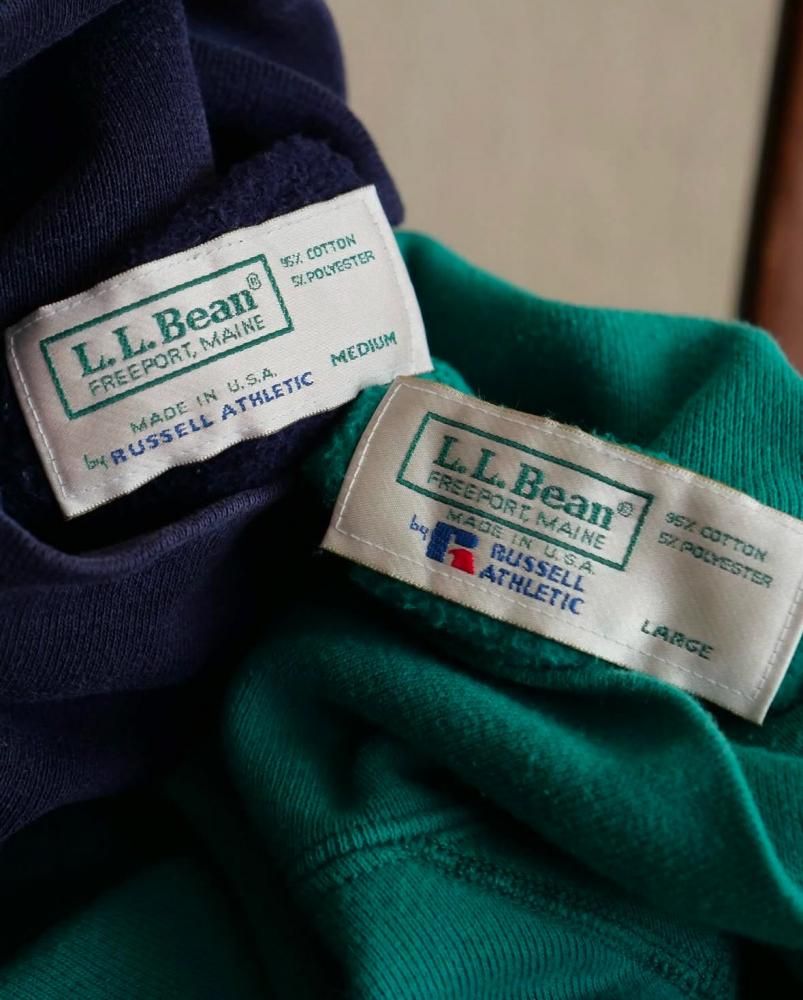 L.L.Bean®
FREEPORT, MAINE
95% COTTON
5% POLYESTER
MEDIUM
MADE IN U.S.A.
by RUSSELL ATHLETIC
L.L.Bean®
FREEPORT, MAINE
MADE IN U.S.A.
95% COTTON
5% POLYESTER
by R RUSSELL
ATHLETIC
LARGE